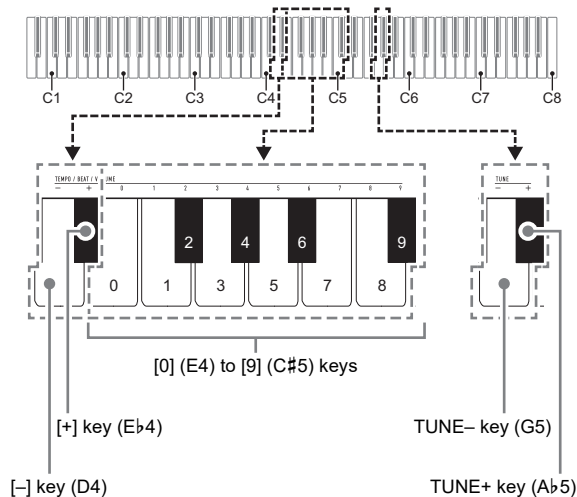 C1 C2 C3 C4 C5 C6 C7 C8
TEMPO / BEAT / V UME TUNE
– + 0 1 2 3 4 5 6 7 8 9 – +
2 4 6 9
0 1 3 5 7 8
[0] (E4) to [9] (C♯5) keys
[+] key (E♭4) TUNE– key (G5)
[–] key (D4) TUNE+ key (A♭5)